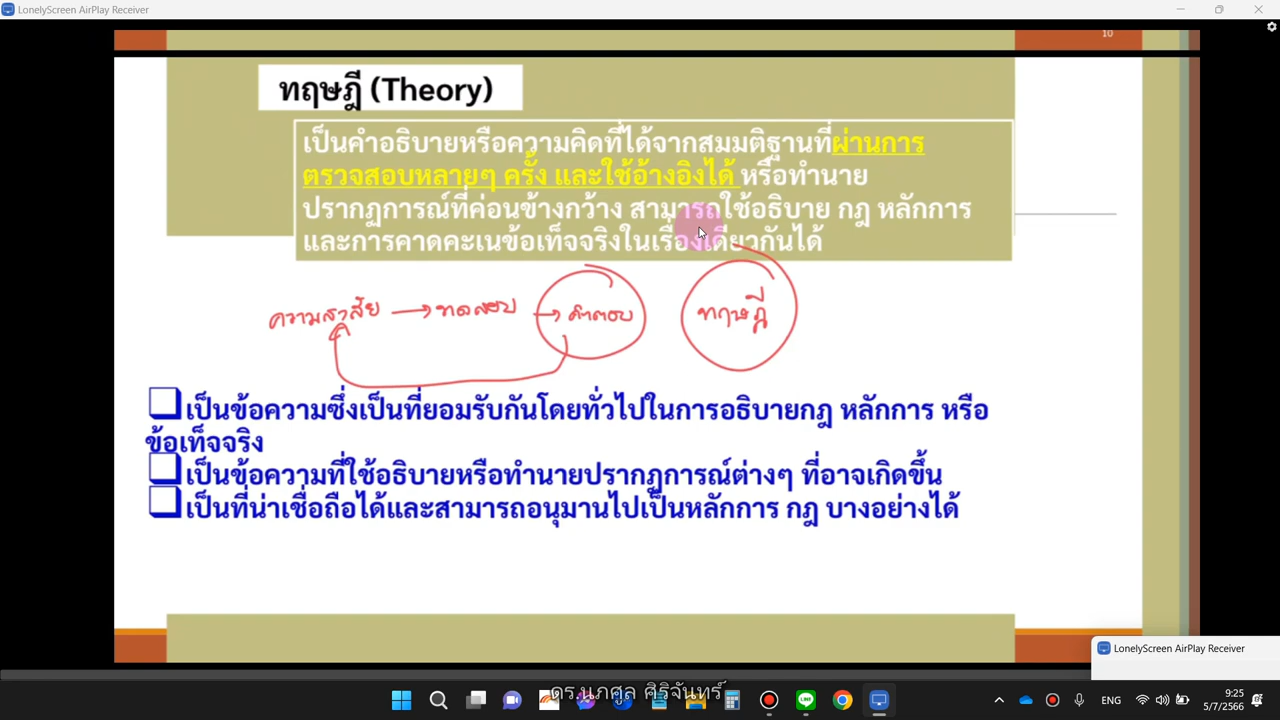 LonelyScreen AirPlay Receiver
10
ทฤษฎี (Theory)
เป็นคำอธิบายหรือความคิดที่ได้จากสมมติฐานที่ผ่านการ
ตรวจสอบหลายๆ ครั้ง และใช้อ้างอิงได้ หรือทำนาย
ปรากฏการณ์ที่ค่อนข้างกว้าง สามารถใช้อธิบาย กฎ หลักการ
และการคาดคะเนข้อเท็จจริงในเรื่องเดียวกันได้
ความสงสัย → ทดสอบ → คำตอบ ทฤษฎี
เป็นข้อความซึ่งเป็นที่ยอมรับกันโดยทั่วไปในการอธิบายกฎ หลักการ หรือ
ข้อเท็จจริง
เป็นข้อความที่ใช้อธิบายหรือทำนายปรากฏการณ์ต่างๆ ที่อาจเกิดขึ้น
เป็นที่น่าเชื่อถือได้และสามารถอนุมานไปเป็นหลักการ กฎ บางอย่างได้
LonelyScreen AirPlay Receiver
ดร.นภศูล ศิริจันทร์
ENG
9:25
5/7/2566